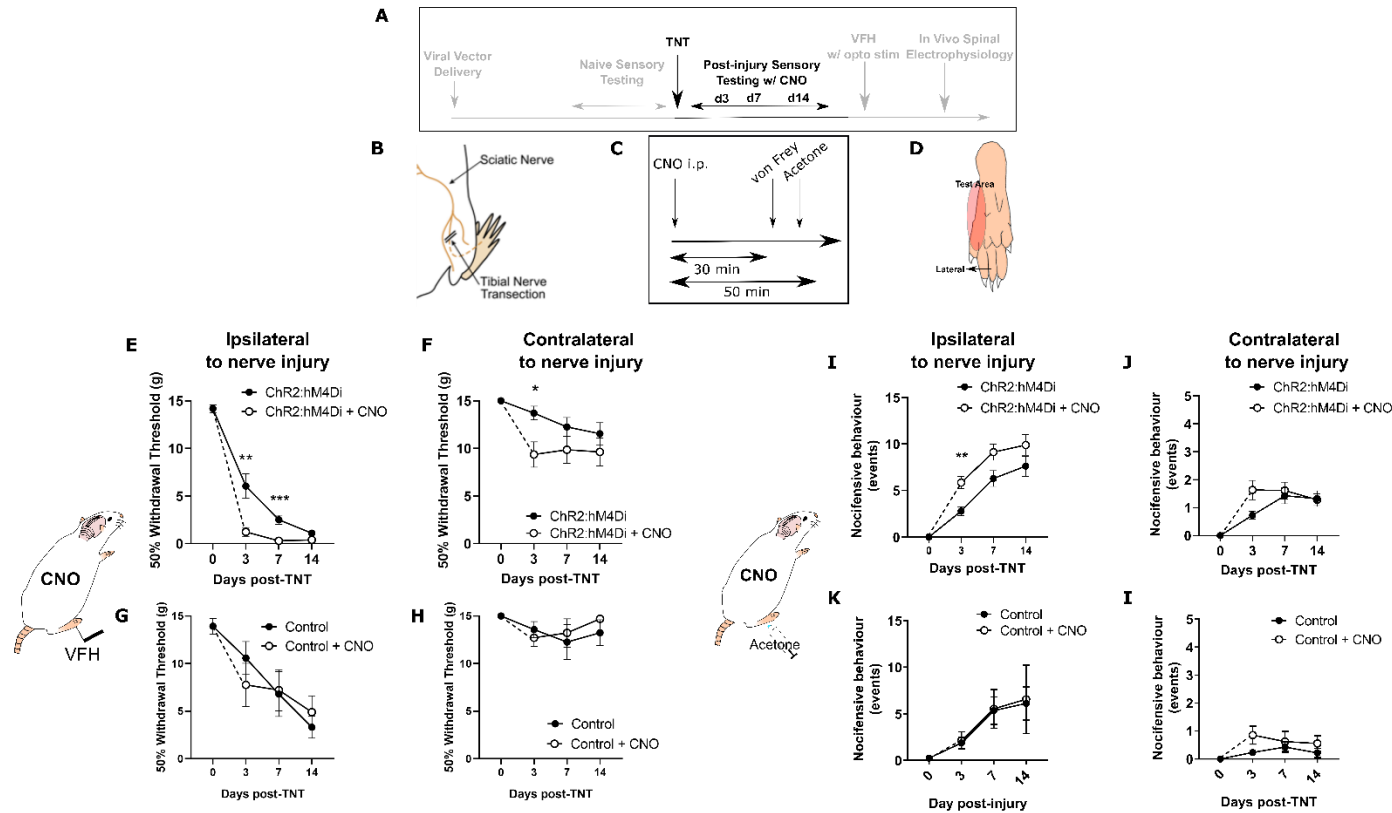 A
Viral Vector
Delivery
Naive Sensory
Testing
TNT
Post-injury Sensory
Testing w/ CNO
d3 d7 d14
VFH
w/ opto stim
In Vivo Spinal
Electrophysiology
B
Sciatic Nerve
Tibial Nerve
Transection
C
CNO i.p.
von Frey
Acetone
30 min
50 min
D
Test Area
Lateral
E
Ipsilateral
to nerve injury
ChR2:hM4Di
ChR2:hM4Di + CNO
50% Withdrawal Threshold (g)
15
10
5
0
**
***
0 3 7 14
Days post-TNT
F
Contralateral
to nerve injury
50% Withdrawal Threshold (g)
15
10
5
0
*
ChR2:hM4Di
ChR2:hM4Di + CNO
0 3 7 14
Days post-TNT
CNO
VFH
G
Control
Control + CNO
50% Withdrawal Threshold (g)
15
10
5
0
0 3 7 14
Days post-TNT
H
50% Withdrawal Threshold (g)
15
10
5
0
Control
Control + CNO
0 3 7 14
Days post-TNT
CNO
Acetone
I
Ipsilateral
to nerve injury
ChR2:hM4Di
ChR2:hM4Di + CNO
Nocifensive behaviour
(events)
15
10
5
0
**
0 3 7 14
Days post-TNT
J
Contralateral
to nerve injury
ChR2:hM4Di
ChR2:hM4Di + CNO
Nocifensive behaviour
(events)
5
4
3
2
1
0
0 3 7 14
Days post-TNT
K
Control
Control + CNO
Nocifensive behaviour
(events)
15
10
5
0
0 3 7 14
Day post-injury
I
Control
Control + CNO
Nocifensive behaviour
(events)
5
4
3
2
1
0
0 3 7 14
Days post-TNT